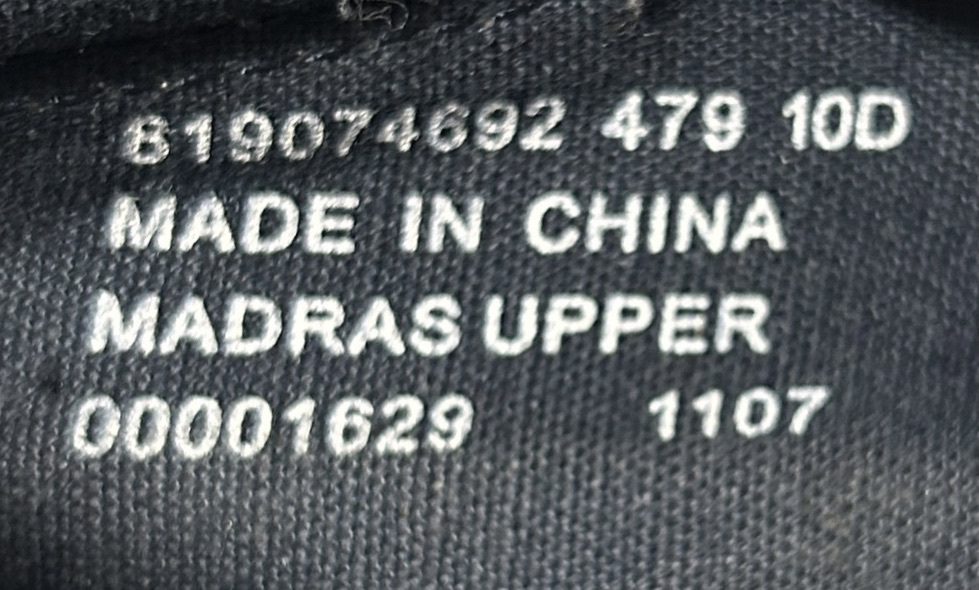 819074692 479 10D
MADE IN CHINA
MADRAS UPPER
00001629 1107